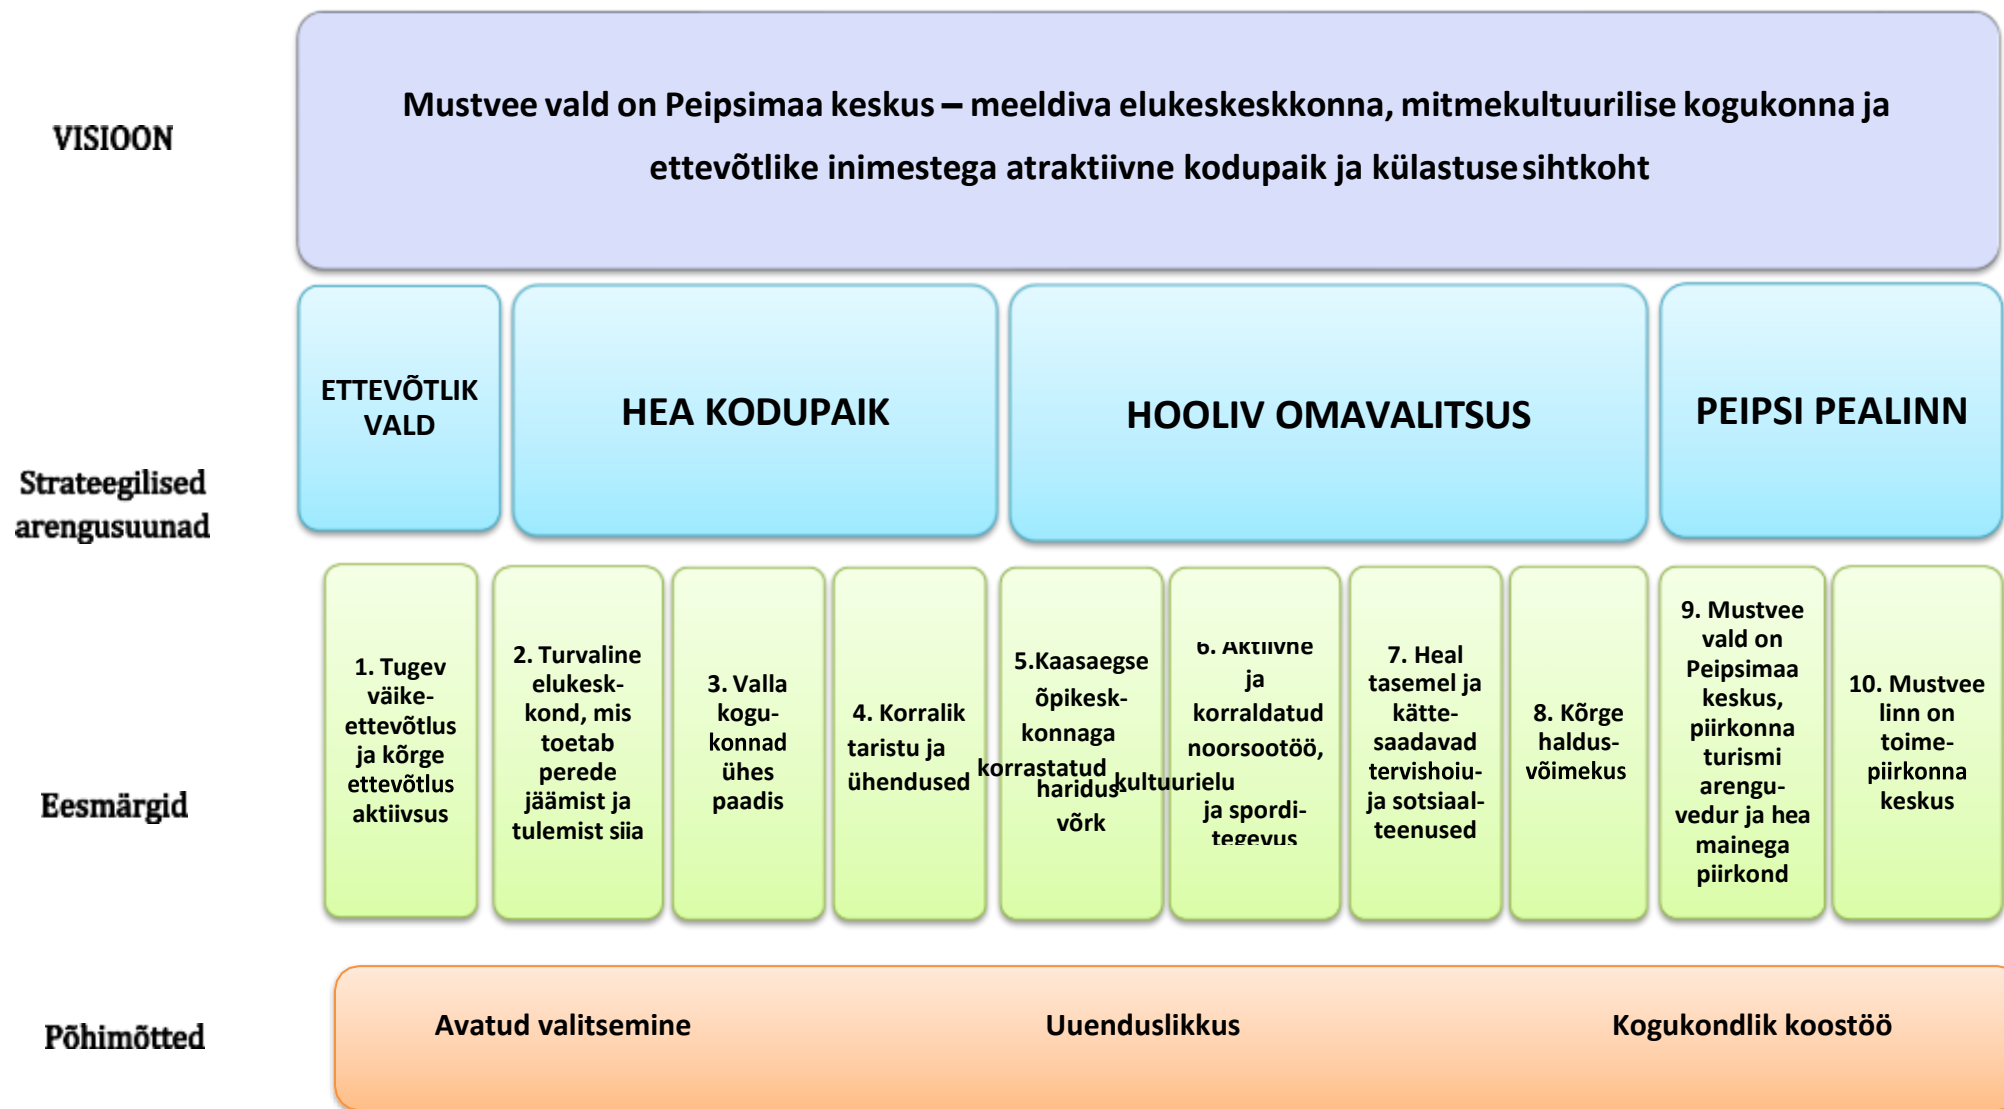 VISIOON
Mustvee vald on Peipsimaa keskus – meeldiva elukeskeskkonna, mitmekultuurilise kogukonna ja
ettevõtlike inimestega atraktiivne kodupaik ja külastuse sihtkoht
Strateegilised
arengusuunad
ETTEVÕTLIK
VALD
HEA KODUPAIK
HOOLIV OMAVALITSUS
PEIPSI PEALINN
Eesmärgid
1. Tugev
väike-
ettevõtlus
ja kõrge
ettevõtlus
aktiivsus
2. Turvaline
elukesk-
kond, mis
toetab
perede
jäämist ja
tulemist siia
3. Valla
kogu-
konnad
ühes
paadis
4. Korralik
taristu ja
ühendused
5.Kaasaegse
õpikesk-
konnaga
korrastatud
haridus-
võrk
6. Aktiivne
ja
korraldatud
noorsootöö,
kultuurielu
ja spordi-
tegevus
7. Heal
tasemel ja
kätte-
saadavad
tervishoiu-
ja sotsiaal-
teenused
8. Kõrge
haldus-
võimekus
9. Mustvee
vald on
Peipsimaa
keskus,
piirkonna
turismi
arengu-
vedur ja hea
mainega
piirkond
10. Mustvee
linn on
toime-
piirkonna
keskus
Põhimõtted
Avatud valitsemine
Uuenduslikkus
Kogukondlik koostöö